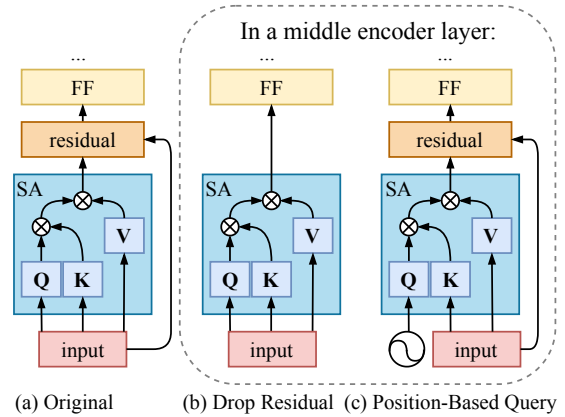 In a middle encoder layer:
... ... ...
FF FF FF
residual residual
SA SA SA
V V V
Q K Q K Q K
input input input
(a) Original (b) Drop Residual (c) Position-Based Query